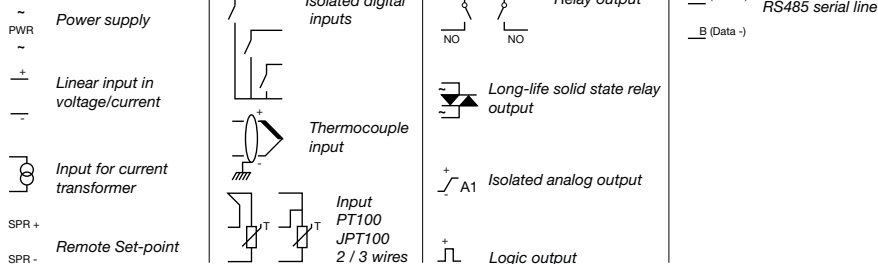 ~
PWR
~
Power supply
+
-
Linear input in
voltage/current
Input for current
transformer
SPR +
SPR -
Remote Set-point
Isolated digital
inputs
+
-
Thermocouple
input
T
T
Input
PT100
JPT100
2 / 3 wires
NO
NO
Relay output
~
~
Long-life solid state relay
output
+
-
A1
Isolated analog output
+
Logic output
RS485 serial line
B (Data -)